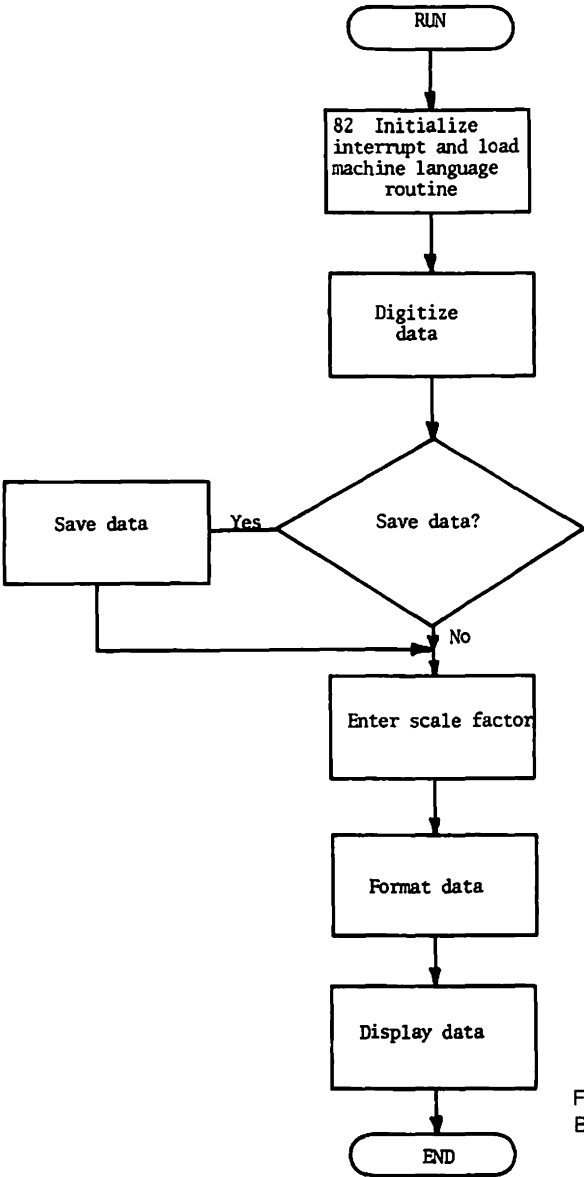 RUN
82 Initialize
interrupt and load
machine language
routine
Digitize
data
Save data?
Yes
Save data
No
Enter scale factor
Format data
Display data
F
B
END